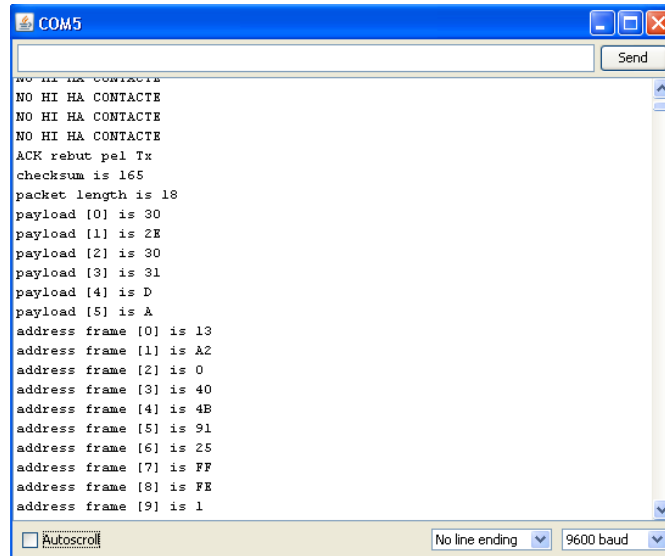 COM5
Send
NO HI HA CONTACTE
NO HI HA CONTACTE
NO HI HA CONTACTE
NO HI HA CONTACTE
ACK rebut pel Tx
checksum is 165
packet length is 18
payload [0] is 30
payload [1] is 2E
payload [2] is 30
payload [3] is 31
payload [4] is D
payload [5] is A
address frame [0] is 13
address frame [1] is A2
address frame [2] is 0
address frame [3] is 40
address frame [4] is 4B
address frame [5] is 91
address frame [6] is 25
address frame [7] is FF
address frame [8] is FE
address frame [9] is 1
Autoscroll
No line ending
9600 baud